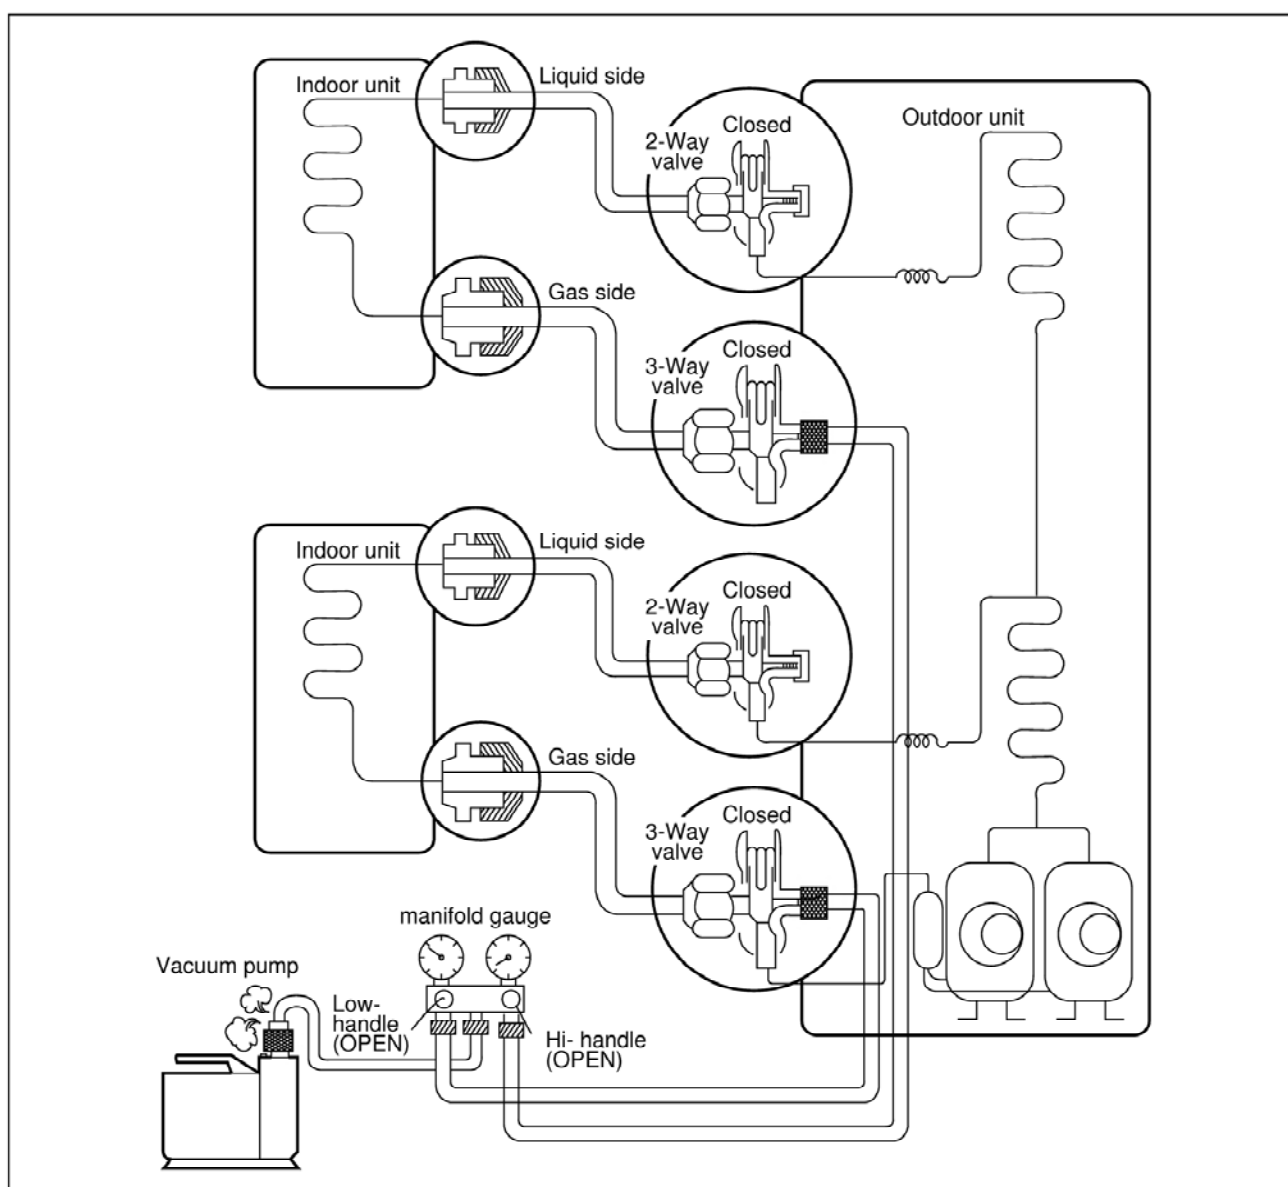 Indoor unit
Liquid side
2-Way
valve
Closed
Outdoor unit
Gas side
3-Way
valve
Closed
Indoor unit
Liquid side
2-Way
valve
Closed
Gas side
3-Way
valve
Closed
manifold gauge
Vacuum pump
Low-
handle
(OPEN)
Hi- handle
(OPEN)